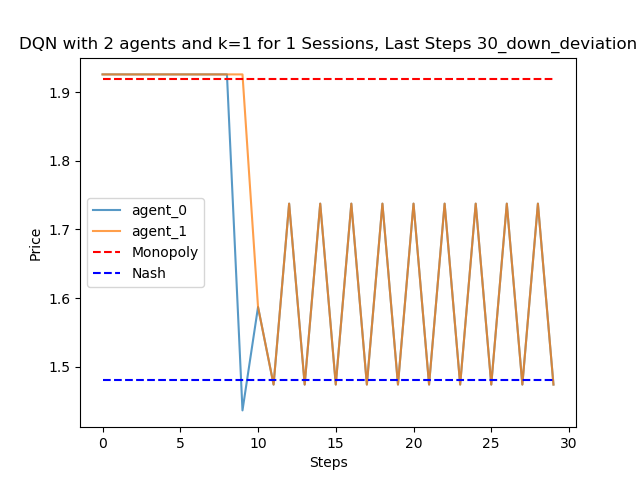 DQN with 2 agents and k=1 for 1 Sessions, Last Steps 30_down_deviation
1.9
1.8
1.7
1.6
1.5
Price
agent_0
agent_1
Monopoly
Nash
0 5 10 15 20 25 30
Steps